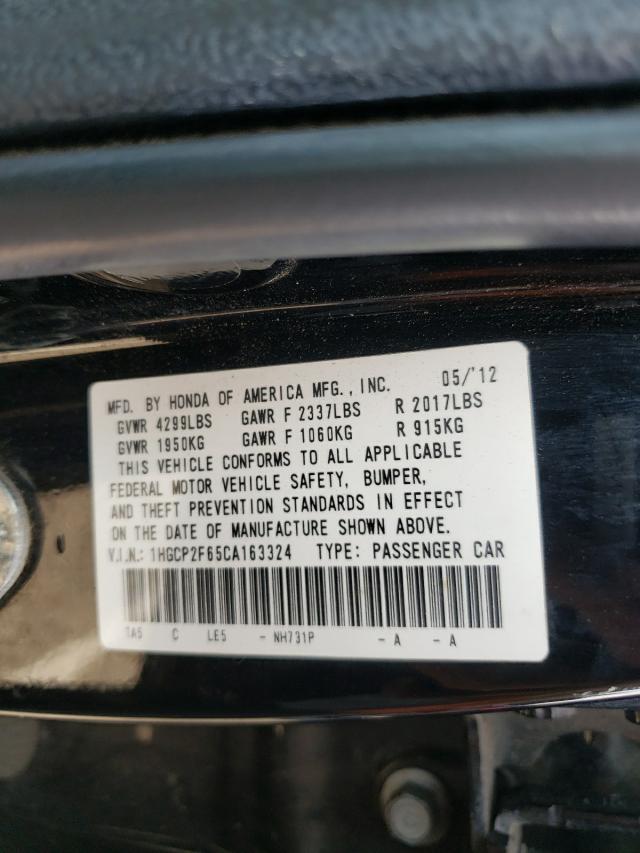 MFD. BY HONDA OF AMERICA MFG., INC. 05/'12
GVWR 4299LBS GAWR F 2337LBS R 2017LBS
GVWR 1950KG GAWR F 1060KG R 915KG
THIS VEHICLE CONFORMS TO ALL APPLICABLE
FEDERAL MOTOR VEHICLE SAFETY, BUMPER,
AND THEFT PREVENTION STANDARDS IN EFFECT
ON THE DATE OF MANUFACTURE SHOWN ABOVE.
V.I.N.: 1HGCP2F65CA163324 TYPE: PASSENGER CAR
TA5 C LE5 - NH731P - A - A